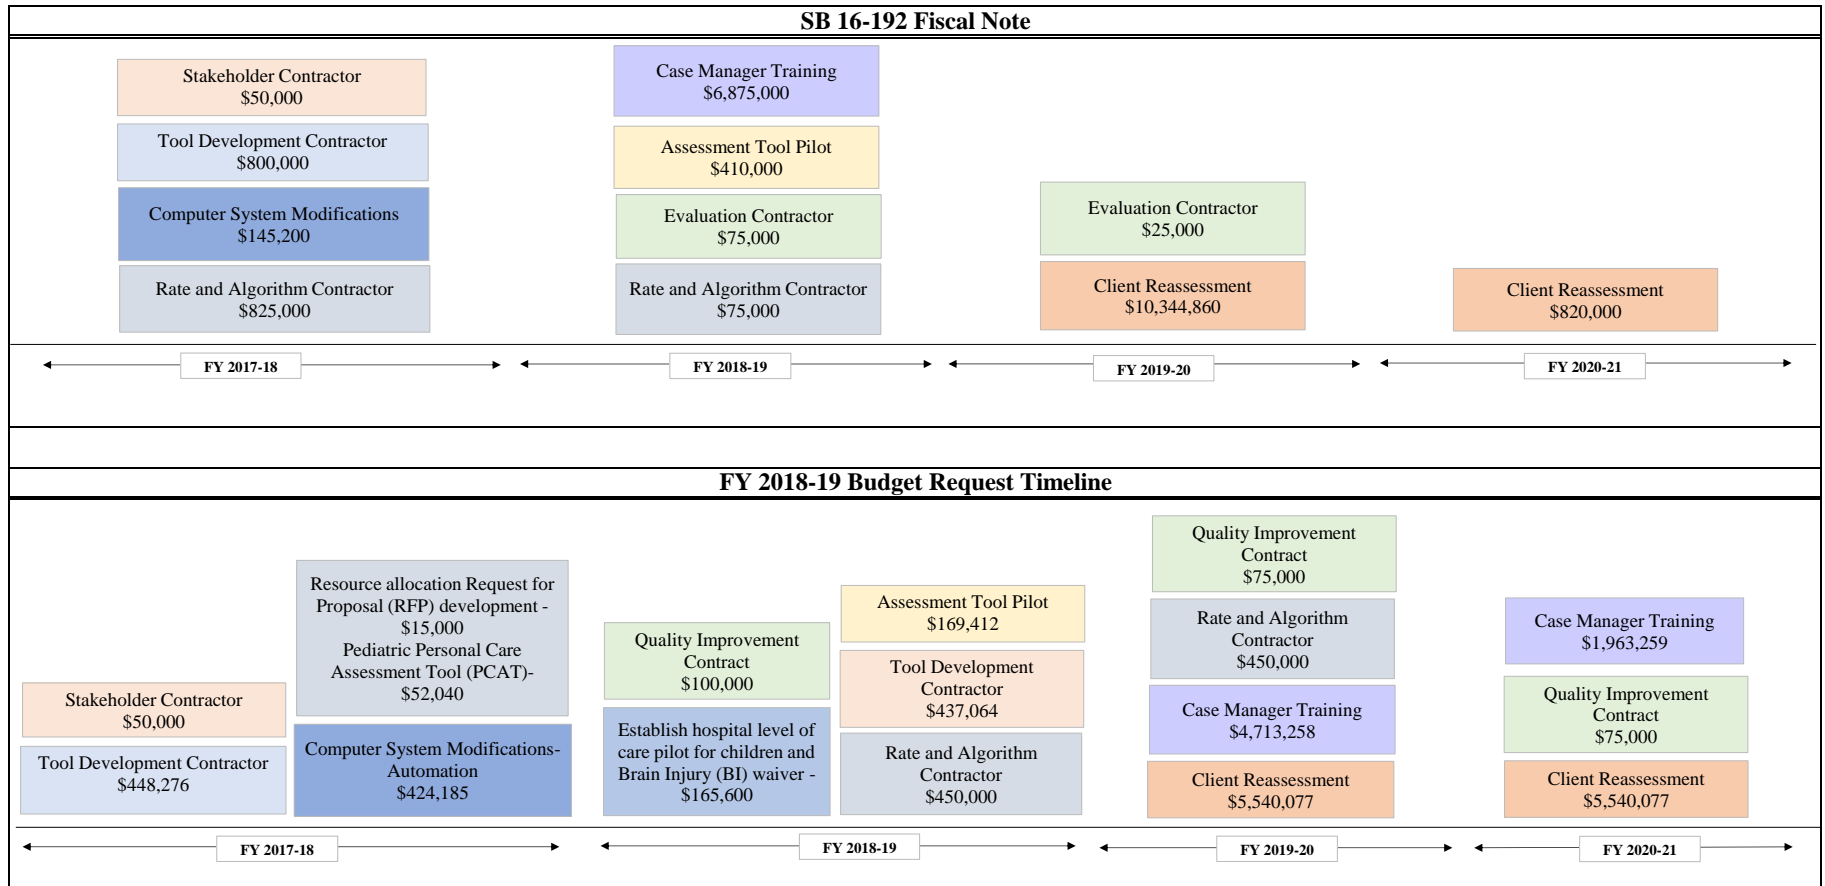 SB 16-192 Fiscal Note
Stakeholder Contractor
$50,000
Tool Development Contractor
$800,000
Computer System Modifications
$145,200
Rate and Algorithm Contractor
$825,000
Case Manager Training
$6,875,000
Assessment Tool Pilot
$410,000
Evaluation Contractor
$75,000
Rate and Algorithm Contractor
$75,000
Evaluation Contractor
$25,000
Client Reassessment
$10,344,860
Client Reassessment
$820,000
FY 2017-18
FY 2018-19
FY 2019-20
FY 2020-21
FY 2018-19 Budget Request Timeline
Stakeholder Contractor
$50,000
Tool Development Contractor
$448,276
Resource allocation Request for
Proposal (RFP) development -
$15,000
Pediatric Personal Care
Assessment Tool (PCAT)-
$52,040
Computer System Modifications-
Automation
$424,185
Quality Improvement
Contract
$100,000
Establish hospital level of
care pilot for children and
Brain Injury (BI) waiver -
$165,600
Assessment Tool Pilot
$169,412
Tool Development
Contractor
$437,064
Rate and Algorithm
Contractor
$450,000
Quality Improvement
Contract
$75,000
Rate and Algorithm
Contractor
$450,000
Case Manager Training
$4,713,258
Client Reassessment
$5,540,077
Case Manager Training
$1,963,259
Quality Improvement
Contract
$75,000
Client Reassessment
$5,540,077
FY 2017-18
FY 2018-19
FY 2019-20
FY 2020-21